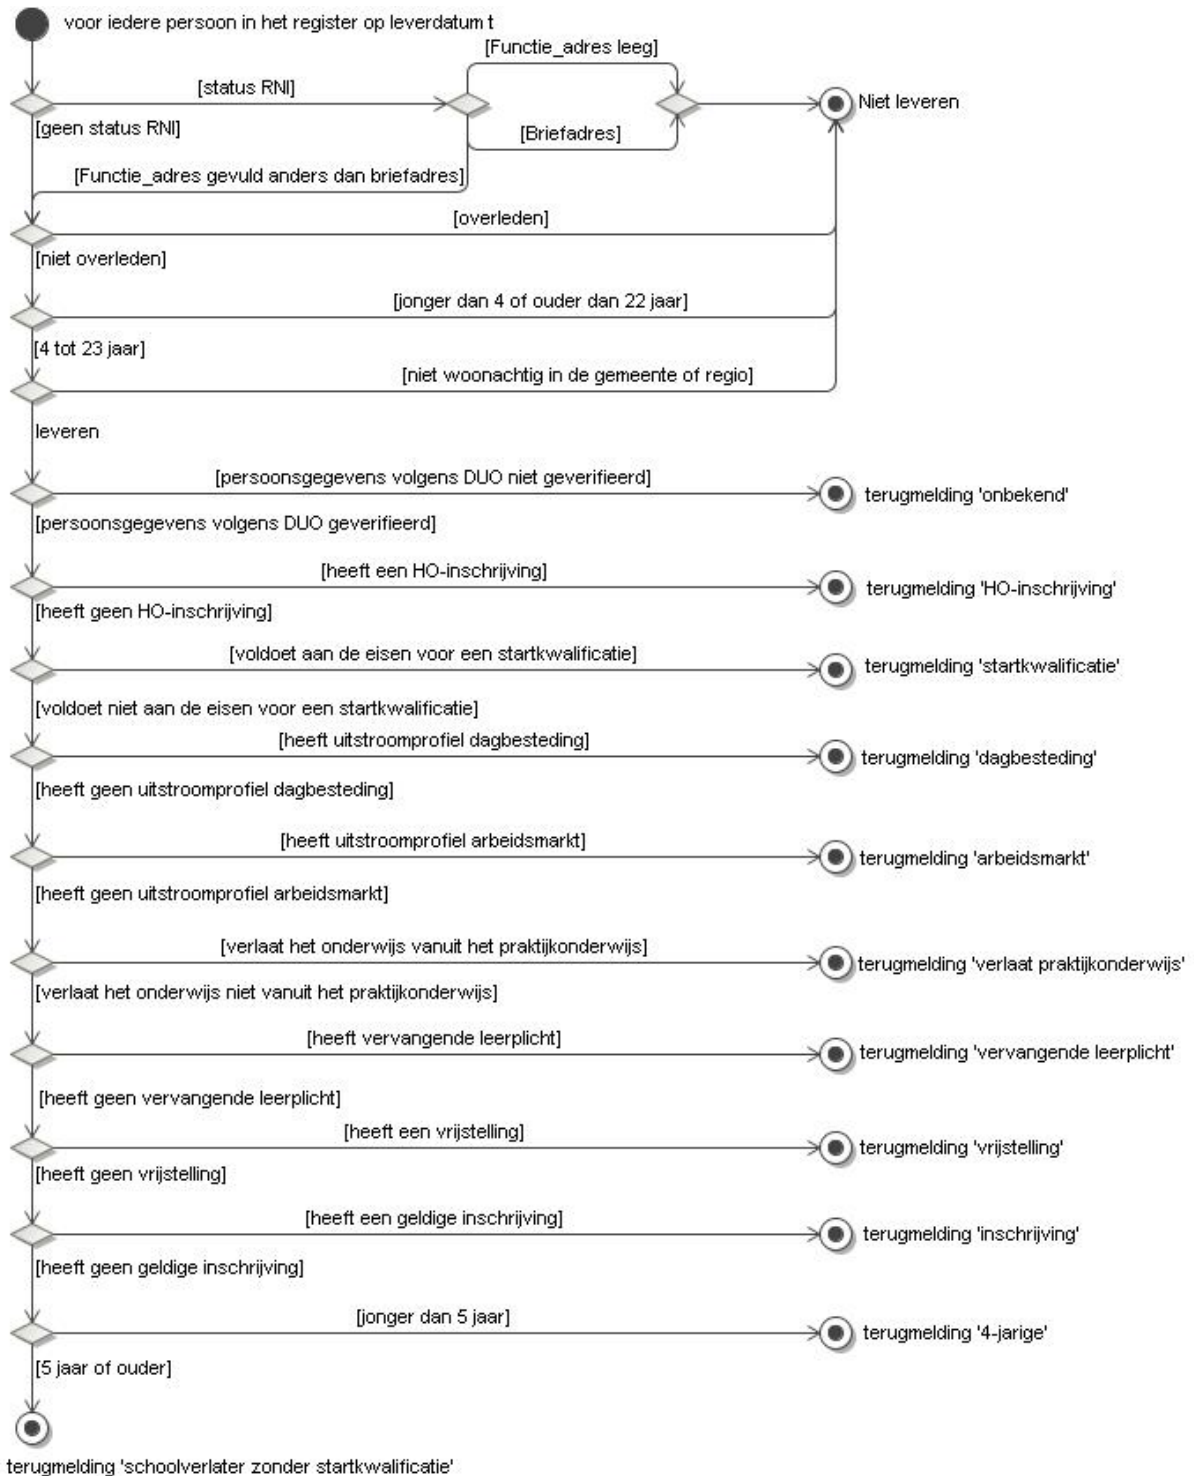 voor iedere persoon in het register op leverdatum t
[Functie_adres leeg]
[status RNI]
Niet leveren
[geen status RNI]
[Briefadres]
[Functie_adres gevuld anders dan briefadres]
[overleden]
[niet overleden]
[jonger dan 4 of ouder dan 22 jaar]
[4 tot 23 jaar]
[niet woonachtig in de gemeente of regio]
leveren
[persoonsgegevens volgens DUO niet geverifieerd]
terugmelding 'onbekend'
[persoonsgegevens volgens DUO geverifieerd]
[heeft een HO-inschrijving]
terugmelding 'HO-inschrijving'
[heeft geen HO-inschrijving]
[voldoet aan de eisen voor een startkwalificatie]
terugmelding 'startkwalificatie'
[voldoet niet aan de eisen voor een startkwalificatie]
[heeft uitstroomprofiel dagbesteding]
terugmelding 'dagbesteding'
[heeft geen uitstroomprofiel dagbesteding]
[heeft uitstroomprofiel arbeidsmarkt]
terugmelding 'arbeidsmarkt'
[heeft geen uitstroomprofiel arbeidsmarkt]
[verlaat het onderwijs vanuit het praktijkonderwijs]
terugmelding 'verlaat praktijkonderwijs'
[verlaat het onderwijs niet vanuit het praktijkonderwijs]
[heeft vervangende leerplicht]
terugmelding 'vervangende leerplicht'
[heeft geen vervangende leerplicht]
[heeft een vrijstelling]
terugmelding 'vrijstelling'
[heeft geen vrijstelling]
[heeft een geldige inschrijving]
terugmelding 'inschrijving'
[heeft geen geldige inschrijving]
[jonger dan 5 jaar]
terugmelding '4-jarige'
[5 jaar of ouder]
terugmelding 'schoolverlater zonder startkwalificatie'